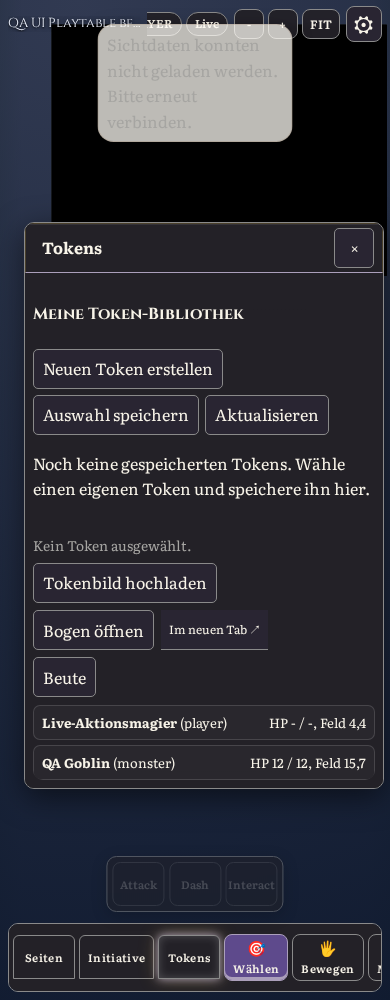 QA UI Playtable Be…
YER
Live
-
+
FIT
Sichtdaten konnten
nicht geladen werden.
Bitte erneut
verbinden.
Tokens
×
Meine Token-Bibliothek
Neuen Token erstellen
Auswahl speichern
Aktualisieren
Noch keine gespeicherten Tokens. Wähle
einen eigenen Token und speichere ihn hier.
Kein Token ausgewählt.
Tokenbild hochladen
Bogen öffnen
Im neuen Tab ↗
Beute
Live-Aktionsmagier (player) HP - / -, Feld 4,4
QA Goblin (monster) HP 12 / 12, Feld 15,7
Attack
Dash
Interact
Seiten
Initiative
Tokens
Wählen
Bewegen